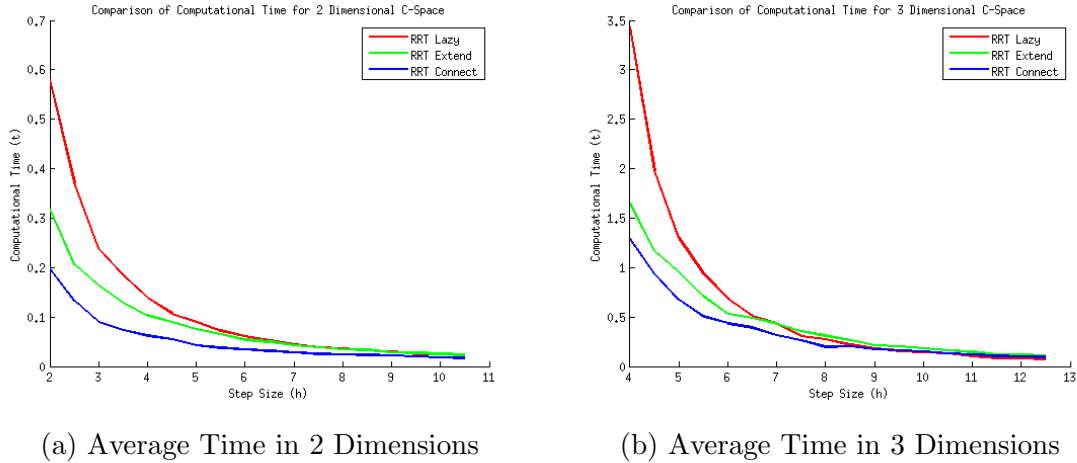 Comparison of Computational Time for 2 Dimensional C-Space
0.7
0.6
0.5
0.4
0.3
0.2
0.1
0
Computational Time (t)
RRT Lazy
RRT Extend
RRT Connect
2 3 4 5 6 7 8 9 10 11
Step Size (h)
(a) Average Time in 2 Dimensions
Comparison of Computational Time for 3 Dimensional C-Space
3.5
3
2.5
2
1.5
1
0.5
0
Computational Time (t)
RRT Lazy
RRT Extend
RRT Connect
4 5 6 7 8 9 10 11 12 13
Step Size (h)
(b) Average Time in 3 Dimensions